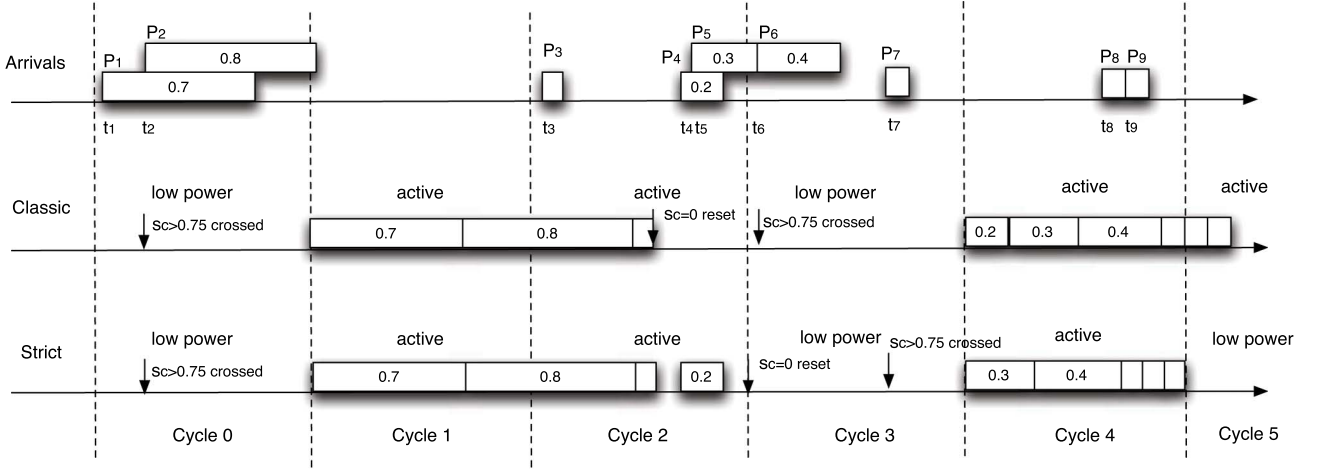 P2
P1
P3
P5
P6
P4
P7
P8 P9
Arrivals
0.8
0.3
0.4
0.7
0.2
t1
t2
t3
t4 t5
t6
t7
t8
t9
low power
active
active
low power
active
active
Classic
Sc>0.75 crossed
Sc=0 reset
Sc>0.75 crossed
0.7
0.8
0.2
0.3
0.4
low power
active
active
low power
active
low power
Strict
Sc>0.75 crossed
Sc=0 reset
Sc>0.75 crossed
0.7
0.8
0.2
0.3
0.4
Cycle 0
Cycle 1
Cycle 2
Cycle 3
Cycle 4
Cycle 5